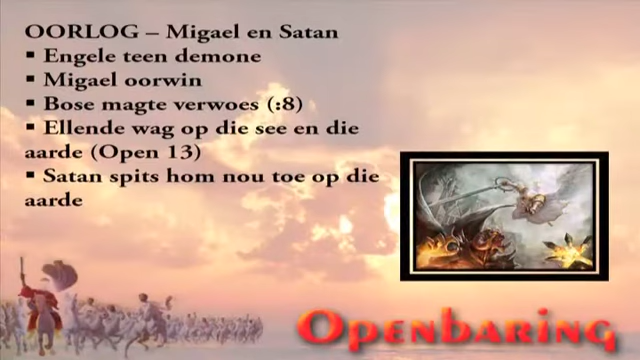 OORLOG – Migael en Satan
▪ Engele teen demone
▪ Migael oorwin
▪ Bose magte verwoes (:8)
▪ Ellende wag op die see en die
aarde (Open 13)
▪ Satan spits hom nou toe op die
aarde
Openbaring